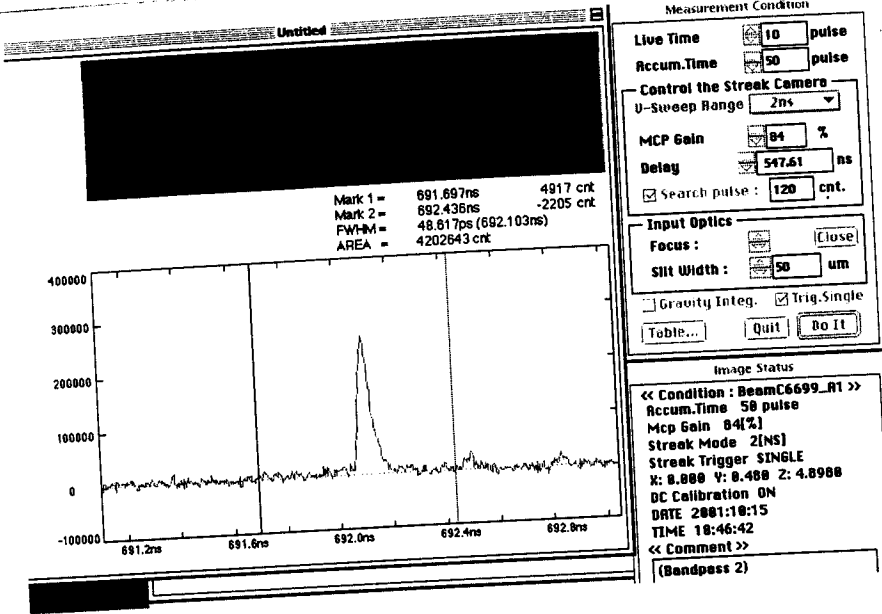 Untitled
Mark 1 = 691.697ns 4917 cnt
Mark 2 = 692.436ns -2205 cnt
FWHM = 48.617ps (692.103ns)
AREA = 4202643 cnt
400000
300000
200000
100000
0
-100000
691.2ns 691.6ns 692.0ns 692.4ns 692.8ns
Measurement Condition
Live Time 10 pulse
Accum.Time 50 pulse
Control the Streak Camera
V-Sweep Range 2ns
MCP Gain 84 %
Delay 547.61 ns
Search pulse : 120 cnt.
Input Optics
Focus : Close
Slit Width : 50 um
Gravity Integ. Trig.Single
Table... Quit Do It
Image Status
<< Condition : BeamC6699_A1 >>
Accum.Time 50 pulse
Mcp Gain 84[%]
Streak Mode 2[NS]
Streak Trigger SINGLE
X: 0.000 Y: 0.480 Z: 4.8900
DC Calibration ON
DATE 2001:10:15
TIME 10:46:42
<< Comment >>
(Bandpass 2)